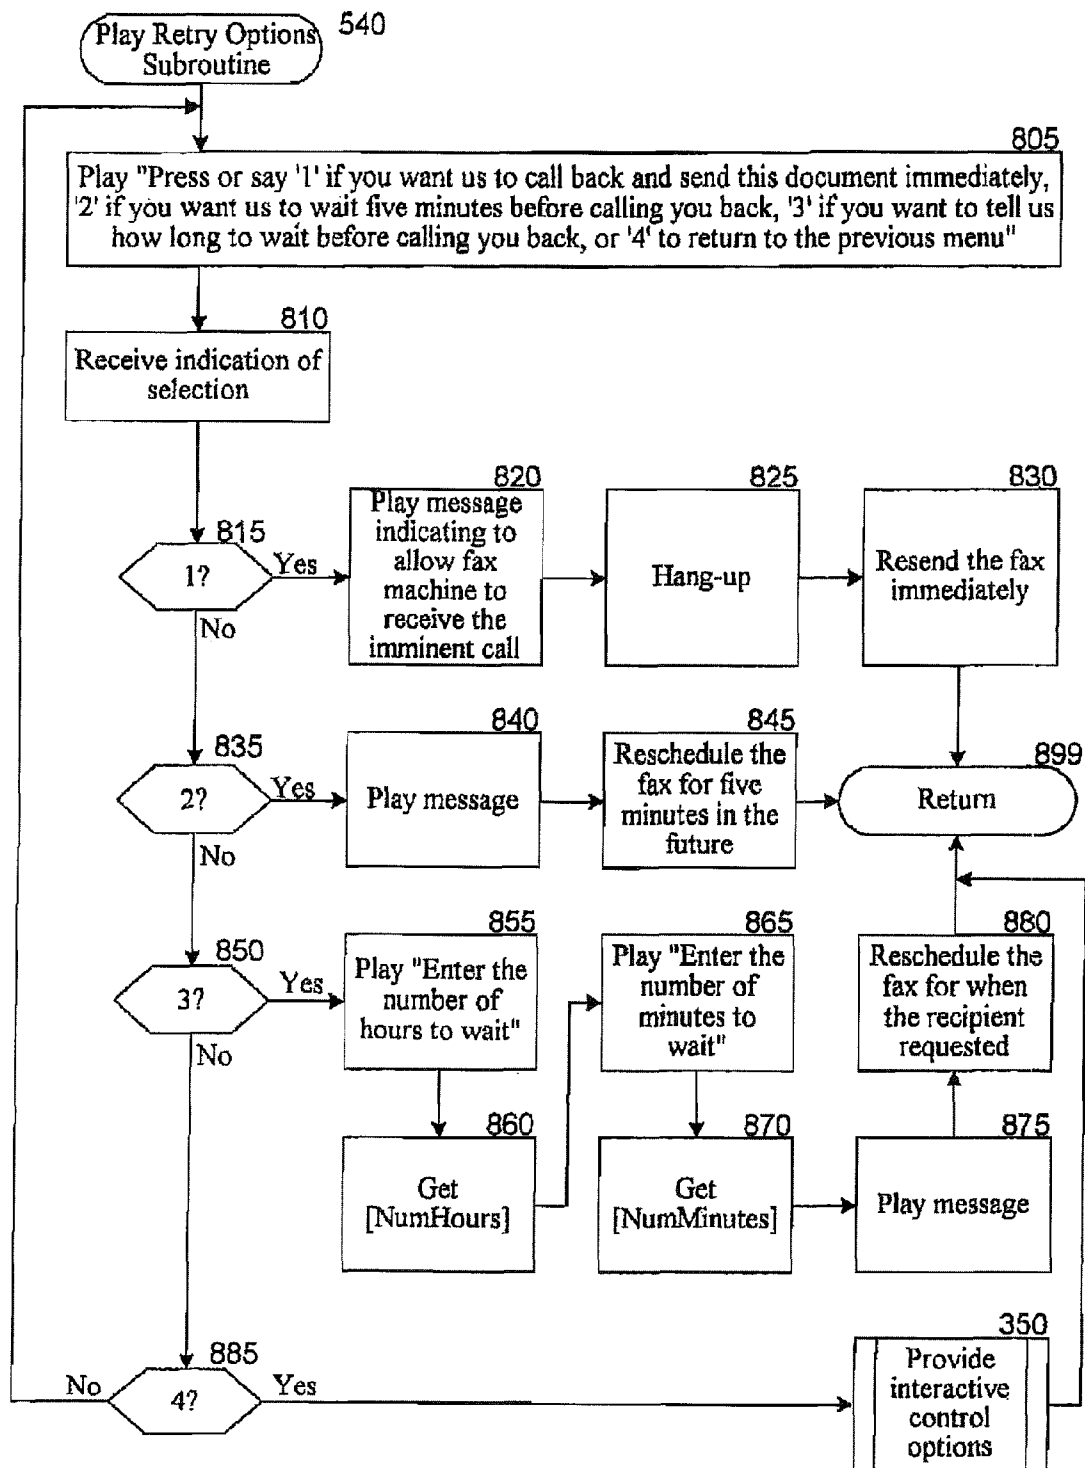 540
Play Retry Options
Subroutine
805
Play "Press or say '1' if you want us to call back and send this document immediately,
'2' if you want us to wait five minutes before calling you back, '3' if you want to tell us
how long to wait before calling you back, or '4' to return to the previous menu"
810
Receive indication of
selection
815
1?
Yes
No
820
Play message
indicating to
allow fax
machine to
receive the
imminent call
825
Hang-up
830
Resend the fax
immediately
835
2?
Yes
No
840
Play message
845
Reschedule the
fax for five
minutes in the
future
899
Return
850
3?
Yes
No
855
Play "Enter the
number of
hours to wait"
865
Play "Enter the
number of
minutes to
wait"
880
Reschedule the
fax for when
the recipient
requested
860
Get
[NumHours]
870
Get
[NumMinutes]
875
Play message
885
4?
No
Yes
350
Provide
interactive
control
options